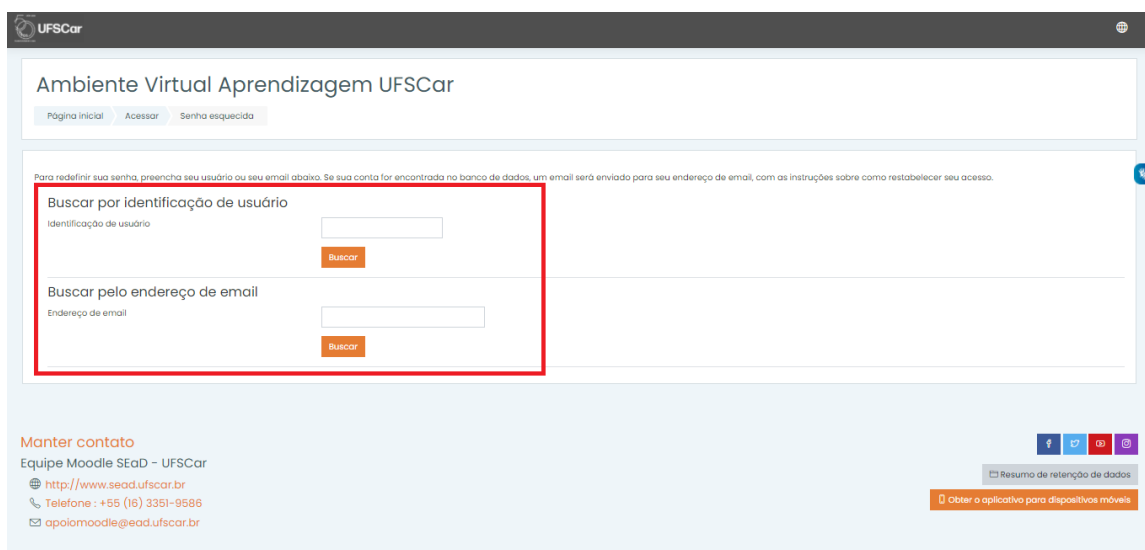 UFSCar
Ambiente Virtual Aprendizagem UFSCar
Página inicial Acessar Senha esquecida
Para redefinir sua senha, preencha seu usuário ou seu email abaixo. Se sua conta for encontrada no banco de dados, um email será enviado para seu endereço de email, com as instruções sobre como restabelecer seu acesso.
Buscar por identificação de usuário
Identificação de usuário
Buscar
Buscar pelo endereço de email
Endereço de email
Buscar
Manter contato
Equipe Moodle SEaD - UFSCar
http://www.sead.ufscar.br
Telefone : +55 (16) 3351-9586
apoiomoodle@ead.ufscar.br
Resumo de retenção de dados
Obter o aplicativo para dispositivos móveis